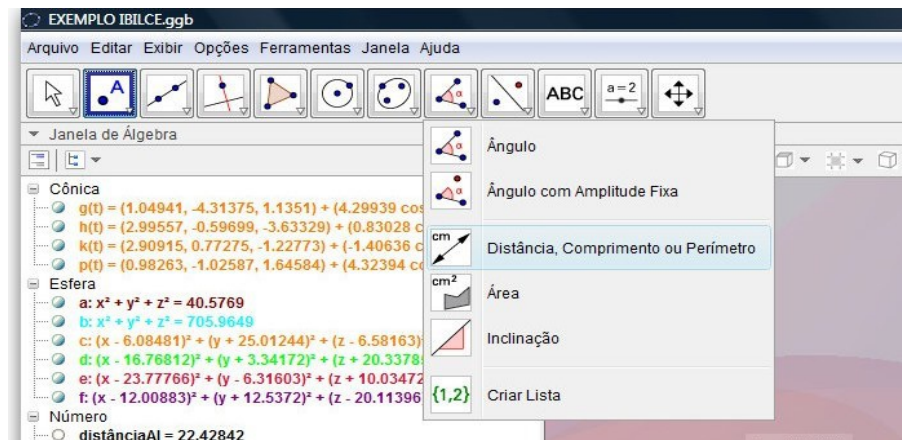 EXEMPLO IBILCE.ggb
Arquivo Editar Exibir Opções Ferramentas Janela Ajuda
A
α
ABC
a=2
Janela de Álgebra
Cônica
g(t) = (1.04941, -4.31375, 1.1351) + (4.29939 cos
h(t) = (2.99557, -0.59699, -3.63329) + (0.83028 c
k(t) = (2.90915, 0.77275, -1.22773) + (-1.40636 c
p(t) = (0.98263, -1.02587, 1.64584) + (4.32394 co
Esfera
a: x² + y² + z² = 40.5769
b: x² + y² + z² = 705.9649
c: (x - 6.08481)² + (y + 25.01244)² + (z - 6.58163)
d: (x - 16.76812)² + (y + 3.34172)² + (z + 20.3378
e: (x - 23.77766)² + (y - 6.31603)² + (z + 10.03472
f: (x - 12.00883)² + (y + 12.5372)² + (z - 20.11396
Número
distânciaAI = 22.42842
α Ângulo
α Ângulo com Amplitude Fixa
cm Distância, Comprimento ou Perímetro
cm² Área
Inclinação
{1,2} Criar Lista